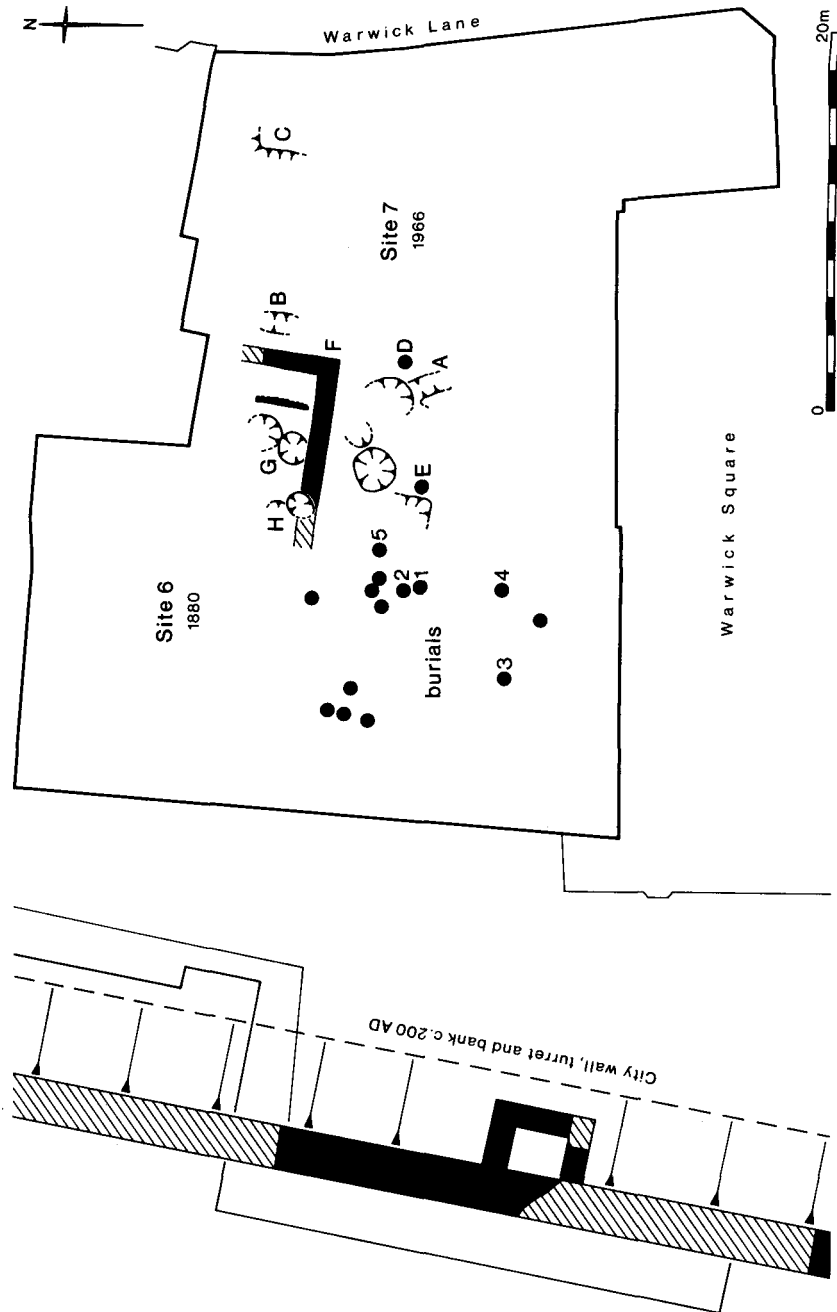 N
Warwick Lane
C
Site 7
1966
B
F
D
A
G
E
H
Site 6
1880
5
2
1
4
burials
3
Warwick Square
0
20m
City wall, turret and bank c.200 AD